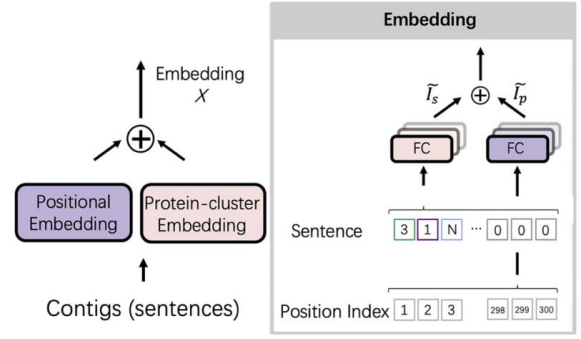 Embedding
X
Positional
Embedding
Protein-cluster
Embedding
Contigs (sentences)
Embedding
Ĩs Ĩp
FC FC
Sentence 3 1 N ... 0 0 0
Position Index 1 2 3 298 299 300